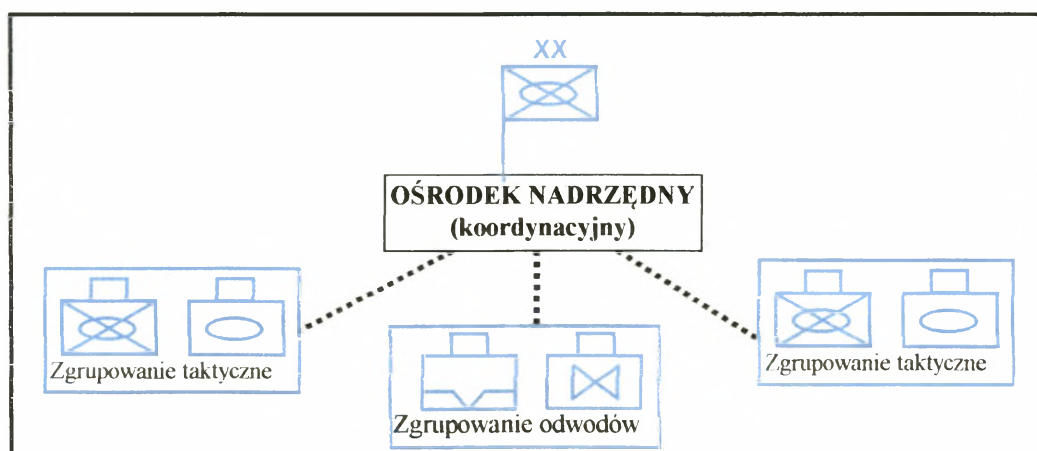 XX
OŚRODEK NADRZĘDNY
(koordynacyjny)
Zgrupowanie taktyczne
Zgrupowanie odwodów
Zgrupowanie taktyczne